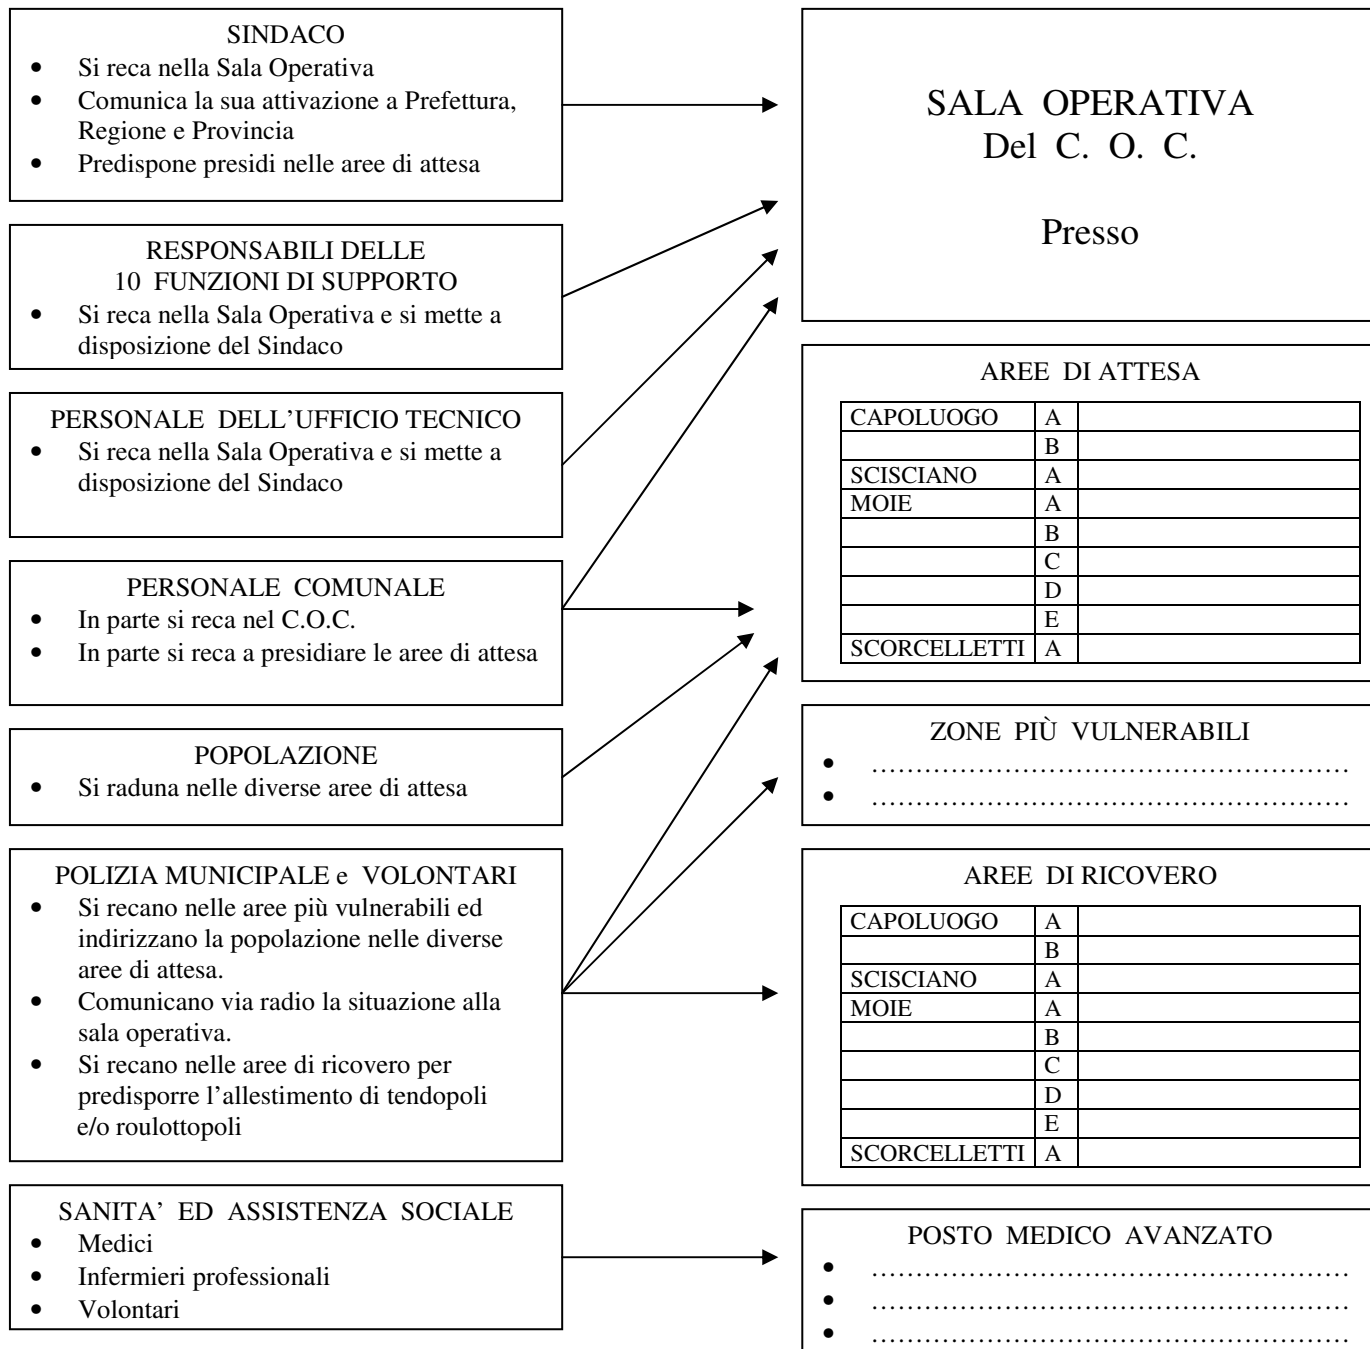 SINDACO
• Si reca nella Sala Operativa
• Comunica la sua attivazione a Prefettura,
Regione e Provincia
• Predispone presidi nelle aree di attesa
RESPONSABILI DELLE
10 FUNZIONI DI SUPPORTO
• Si reca nella Sala Operativa e si mette a
disposizione del Sindaco
PERSONALE DELL’UFFICIO TECNICO
• Si reca nella Sala Operativa e si mette a
disposizione del Sindaco
PERSONALE COMUNALE
• In parte si reca nel C.O.C.
• In parte si reca a presidiare le aree di attesa
POPOLAZIONE
• Si raduna nelle diverse aree di attesa
POLIZIA MUNICIPALE e VOLONTARI
• Si recano nelle aree più vulnerabili ed
indirizzano la popolazione nelle diverse
aree di attesa.
• Comunicano via radio la situazione alla
sala operativa.
• Si recano nelle aree di ricovero per
predisporre l’allestimento di tendopoli
e/o roulottopoli
SANITA’ ED ASSISTENZA SOCIALE
• Medici
• Infermieri professionali
• Volontari
SALA OPERATIVA
Del C. O. C.
Presso
AREE DI ATTESA
CAPOLUOGO A
B
SCISCIANO A
MOIE A
B
C
D
E
SCORCELLETTI A
ZONE PIÙ VULNERABILI
• ……………………………………………
• ……………………………………………
AREE DI RICOVERO
CAPOLUOGO A
B
SCISCIANO A
MOIE A
B
C
D
E
SCORCELLETTI A
POSTO MEDICO AVANZATO
• ……………………………………………
• ……………………………………………
• ……………………………………………